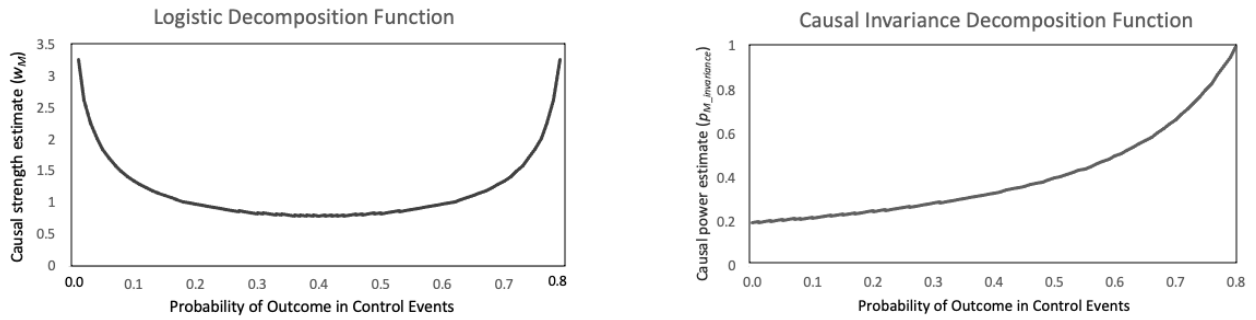 Logistic Decomposition Function
Causal strength estimate (w_M)
3.5
3
2.5
2
1.5
1
0.5
0
0.0 0.1 0.2 0.3 0.4 0.5 0.6 0.7 0.8
Probability of Outcome in Control Events
Causal Invariance Decomposition Function
Causal power estimate (p_M_invariance)
1
0.8
0.6
0.4
0.2
0
0.0 0.1 0.2 0.3 0.4 0.5 0.6 0.7 0.8
Probability of Outcome in Control Events